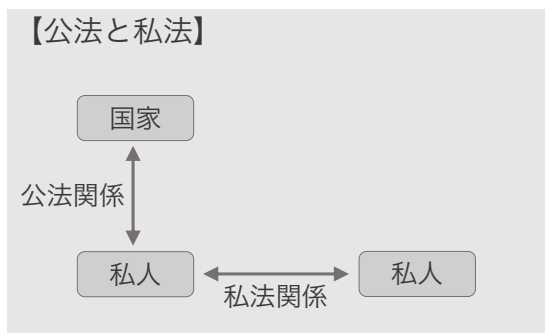 【公法と私法】
国家
公法関係
私人
私人
私法関係